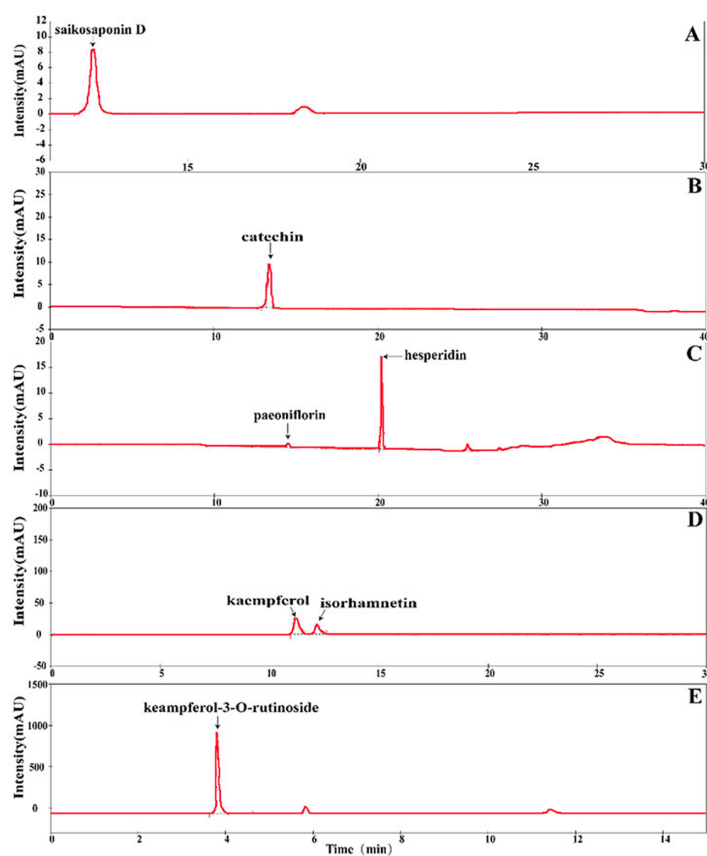 A
Intensity(mAU)
12
10
8
6
4
2
0
-2
-4
-6
saikosaponin D
15 20 25 30
B
Intensity(mAU)
30
25
20
15
10
5
0
-5
catechin
0 10 20 30 40
C
Intensity(mAU)
20
15
10
5
0
-5
-10
hesperidin
paeoniflorin
0 10 20 30 40
D
Intensity(mAU)
200
150
100
50
0
-50
kaempferol isorhamnetin
0 5 10 15 20 25 30
E
Intensity(mAU)
1500
1000
500
0
keampferol-3-O-rutinoside
0 2 4 6 8 10 12 14
Time (min)